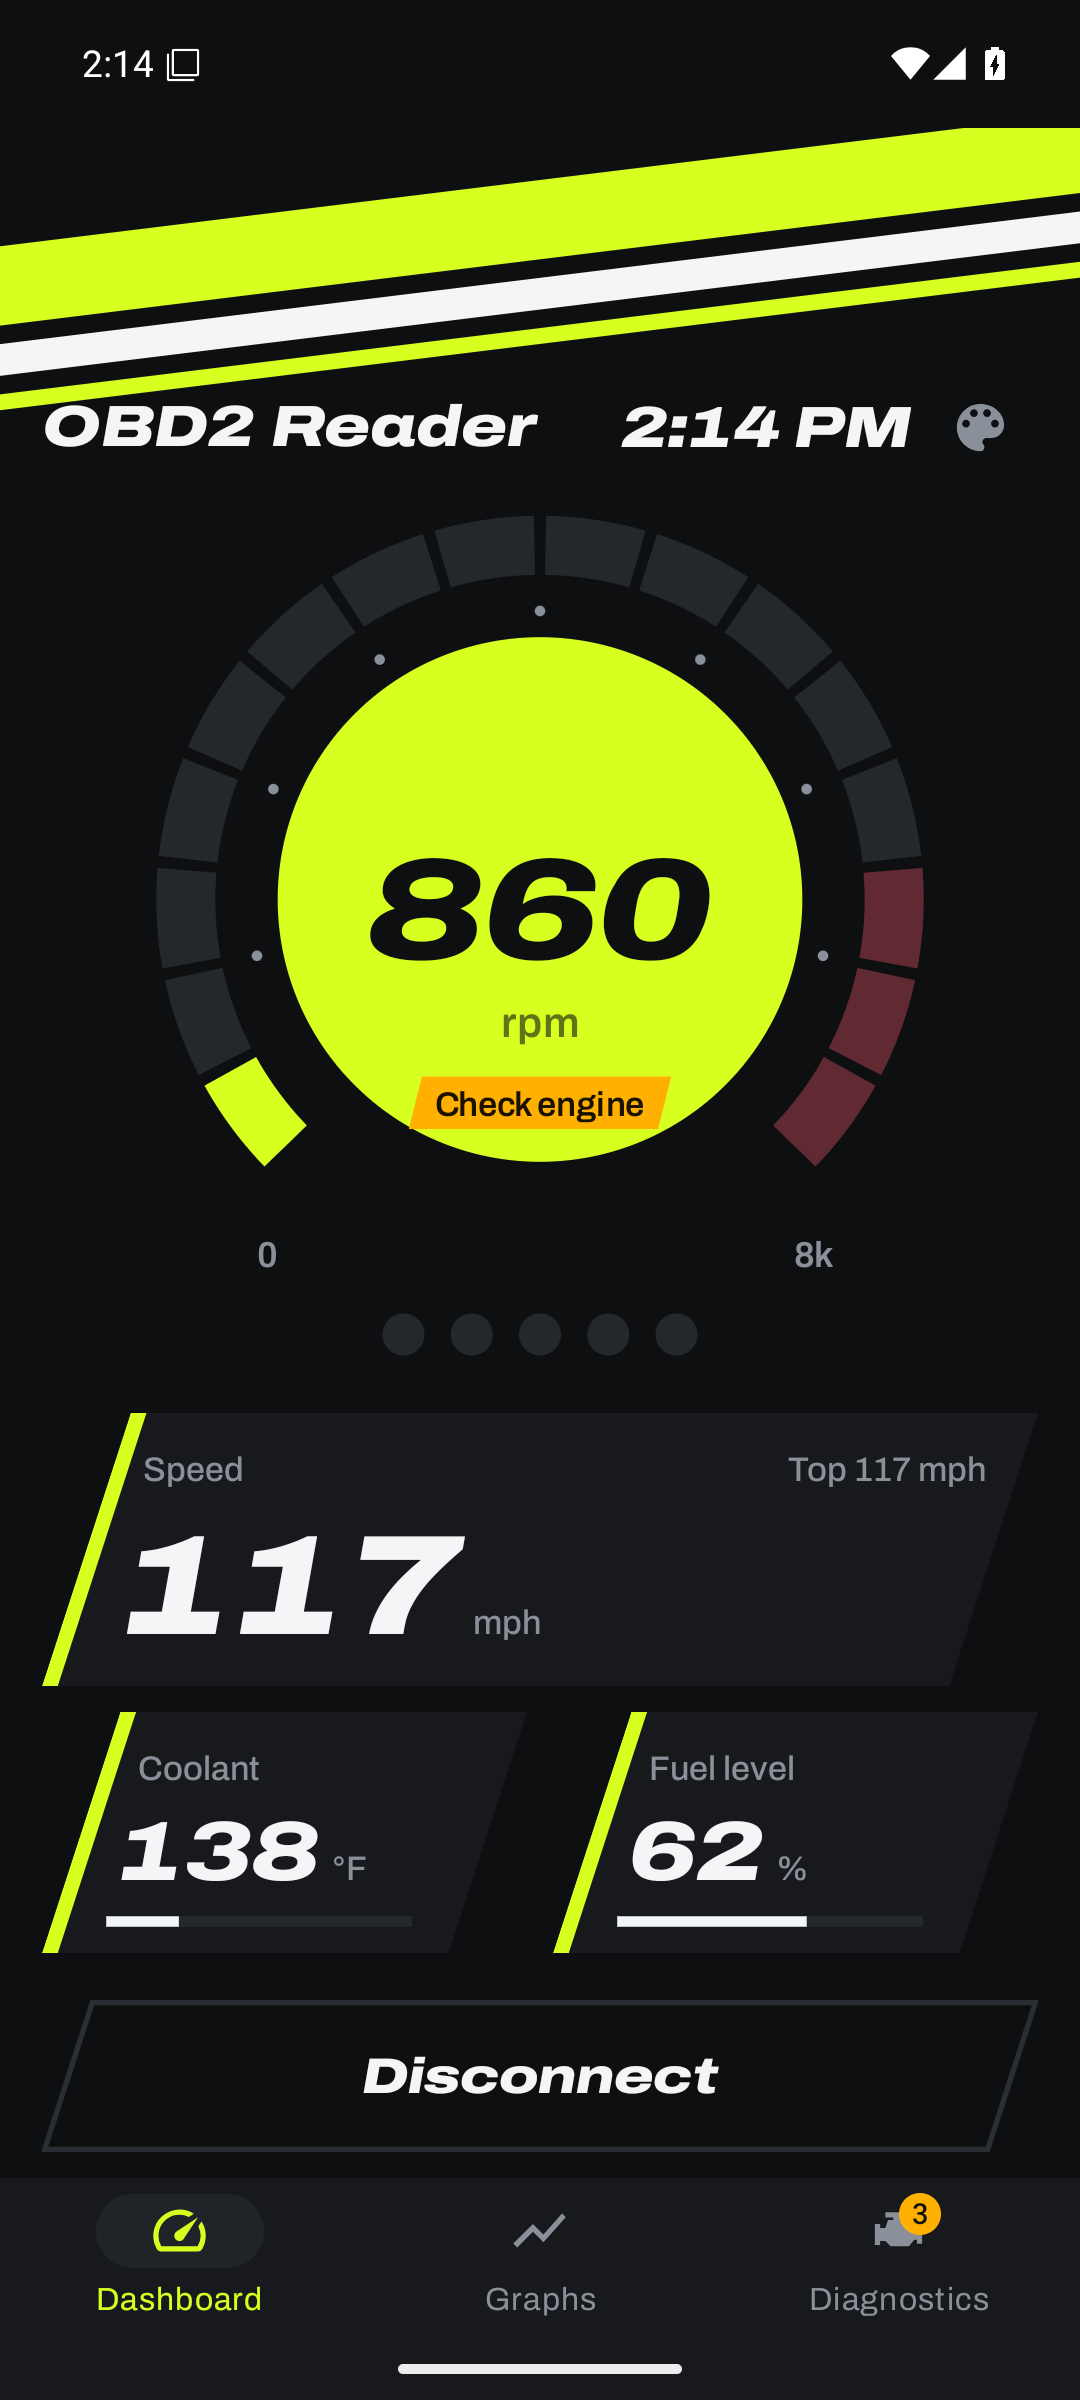 2:14
OBD2 Reader 2:14 PM
860
rpm
Check engine
0 8k
Speed Top 117 mph
117 mph
Coolant Fuel level
138 °F 62 %
Disconnect
3
Dashboard Graphs Diagnostics